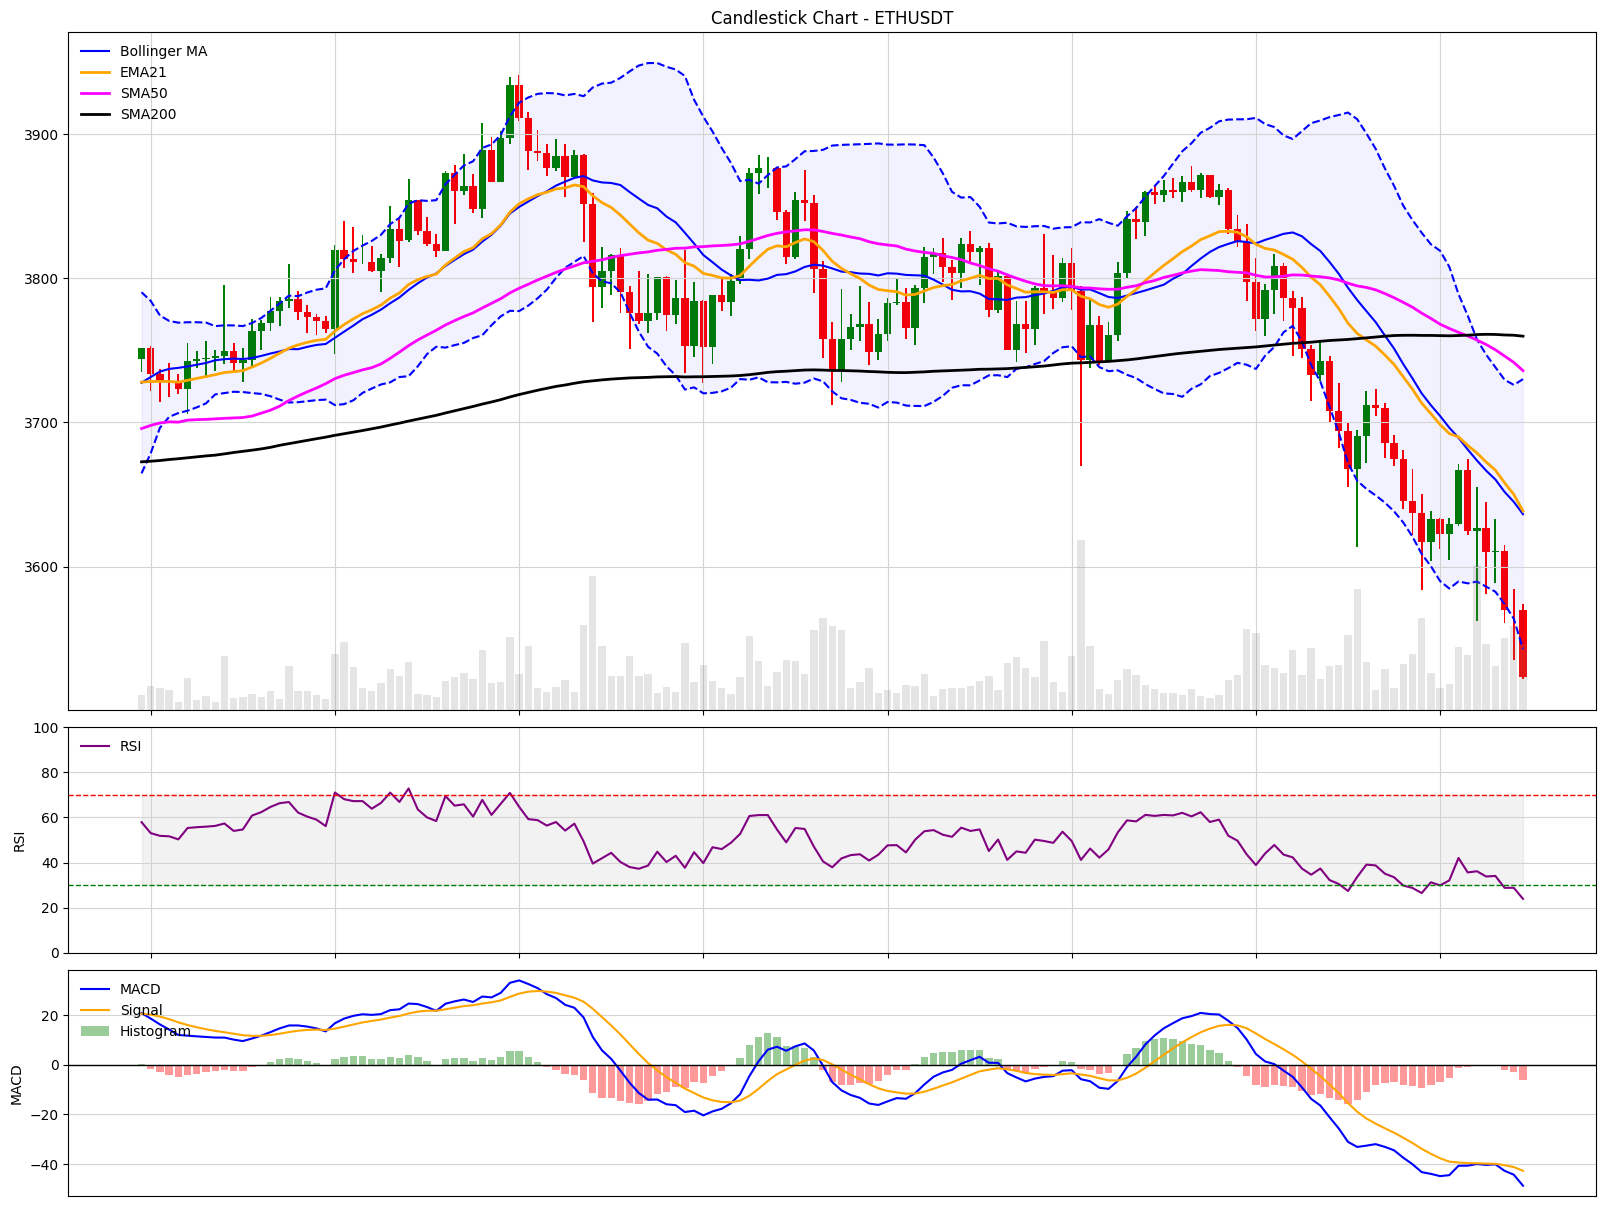 Candlestick Chart - ETHUSDT
Bollinger MA
EMA21
SMA50
SMA200
3900
3800
3700
3600
RSI
100
80
60
40
20
0
RSI
MACD
Signal
Histogram
20
0
−20
−40
MACD